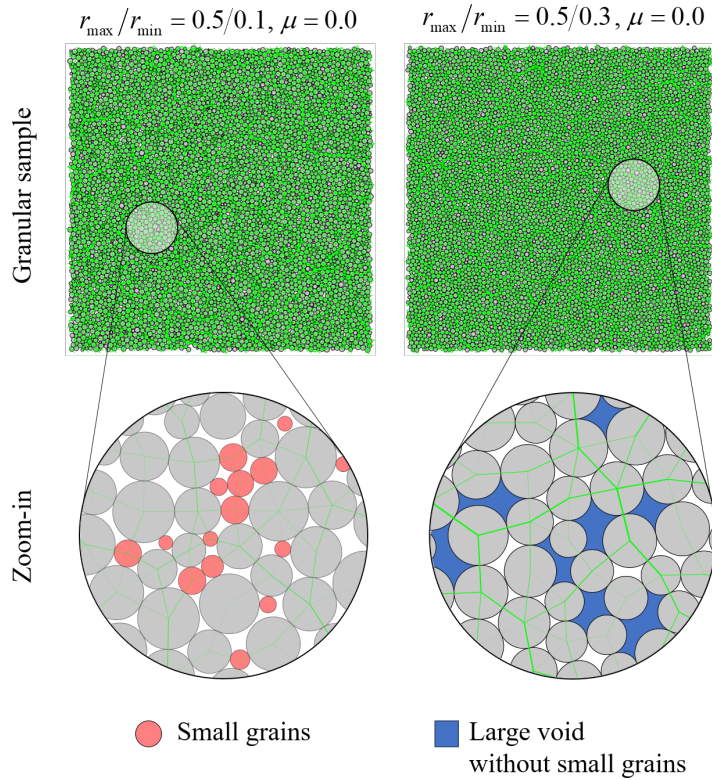 r_max/r_min = 0.5/0.1, μ = 0.0
r_max/r_min = 0.5/0.3, μ = 0.0
Granular sample
Zoom-in
Small grains
Large void
without small grains